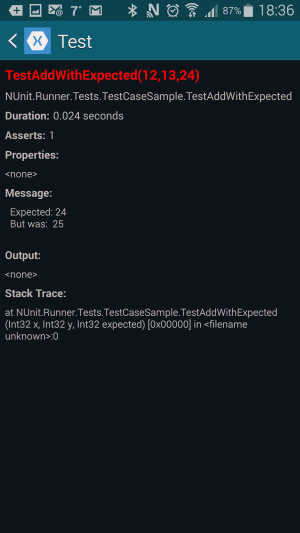 7°
87%
18:36
Test
TestAddWithExpected(12,13,24)
NUnit.Runner.Tests.TestCaseSample.TestAddWithExpected
Duration: 0.024 seconds
Asserts: 1
Properties:
<none>
Message:
Expected: 24
But was: 25
Output:
<none>
Stack Trace:
at NUnit.Runner.Tests.TestCaseSample.TestAddWithExpected
(Int32 x, Int32 y, Int32 expected) [0x00000] in <filename
unknown>:0